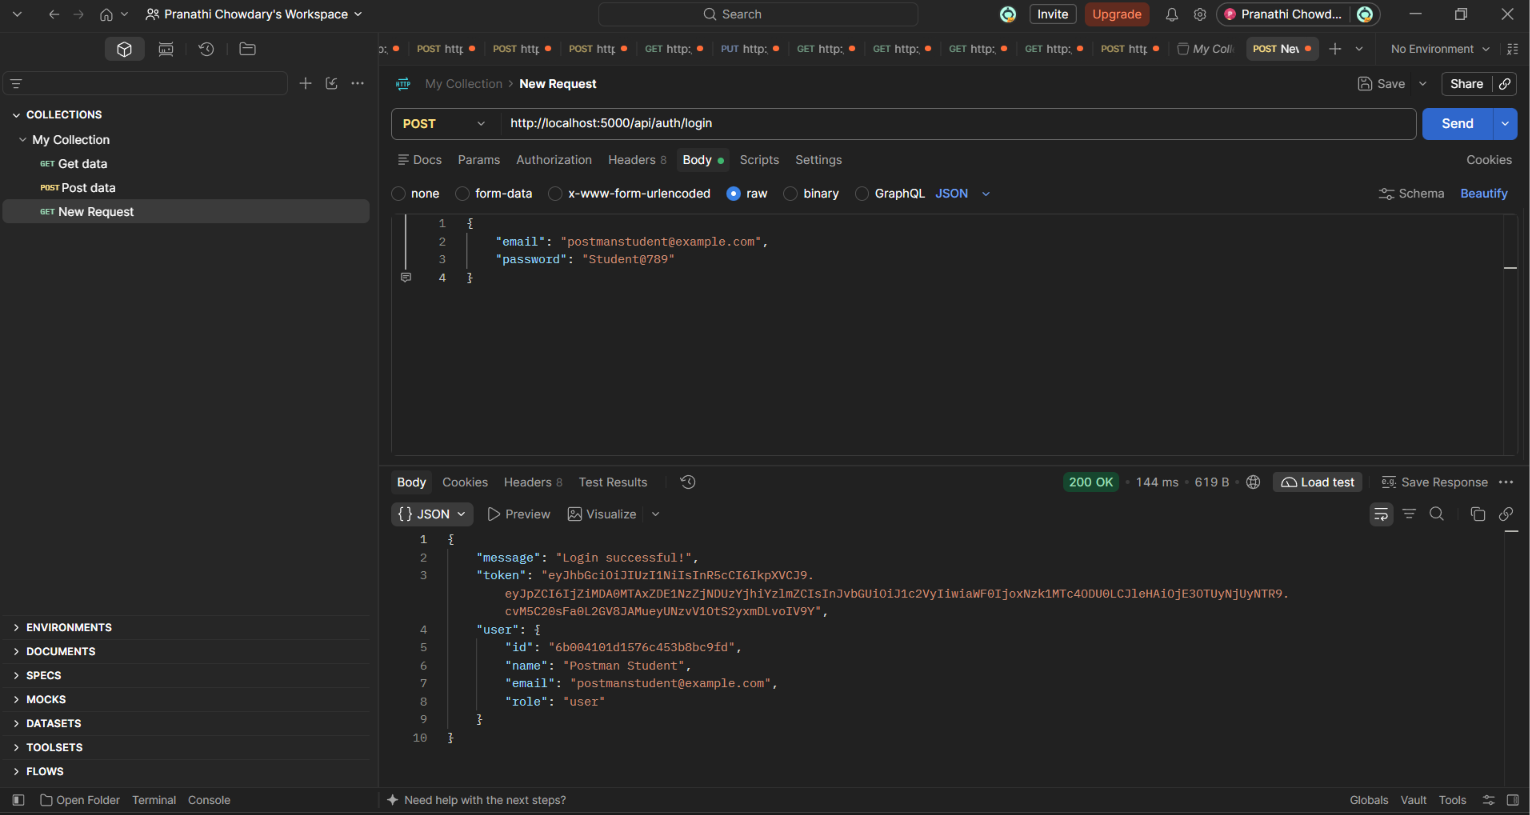 Pranathi Chowdary's Workspace
Search
Invite
Upgrade
Pranathi Chowd...
POST http
POST http
POST http
GET http:
PUT http:
GET http:
GET http:
GET http:
GET http:
POST http
My Coll
POST Nev
No Environment
COLLECTIONS
My Collection
GET Get data
POST Post data
GET New Request
ENVIRONMENTS
DOCUMENTS
SPECS
MOCKS
DATASETS
TOOLSETS
FLOWS
HTTP My Collection > New Request
Save
Share
POST http://localhost:5000/api/auth/login
Send
Docs Params Authorization Headers 8 Body Scripts Settings
Cookies
none form-data x-www-form-urlencoded raw binary GraphQL JSON
Schema Beautify
1 {
2 "email": "postmanstudent@example.com",
3 "password": "Student@789"
4 }
Body Cookies Headers 8 Test Results
200 OK • 144 ms • 619 B
Load test
e.g. Save Response
{} JSON Preview Visualize
1 {
2 "message": "Login successful!",
3 "token": "eyJhbGciOiJIUzI1NiIsInR5cCI6IkpXVCJ9.
eyJpZCI6IjZiMDA0MTAxZDE1NzZjNDUzYjhiYzlmZCIsInJvbGUiOiJ1c2VyIiwiaWF0IjoxNzk1MTc4ODU0LCJleHAiOjE3OTUyNjUyNTR9.
cvM5C20sFa0L2GV8JAMueyUNzvV1OtS2yxmDLvoIV9Y",
4 "user": {
5 "id": "6b004101d1576c453b8bc9fd",
6 "name": "Postman Student",
7 "email": "postmanstudent@example.com",
8 "role": "user"
9 }
10 }
Open Folder Terminal Console
Need help with the next steps?
Globals Vault Tools